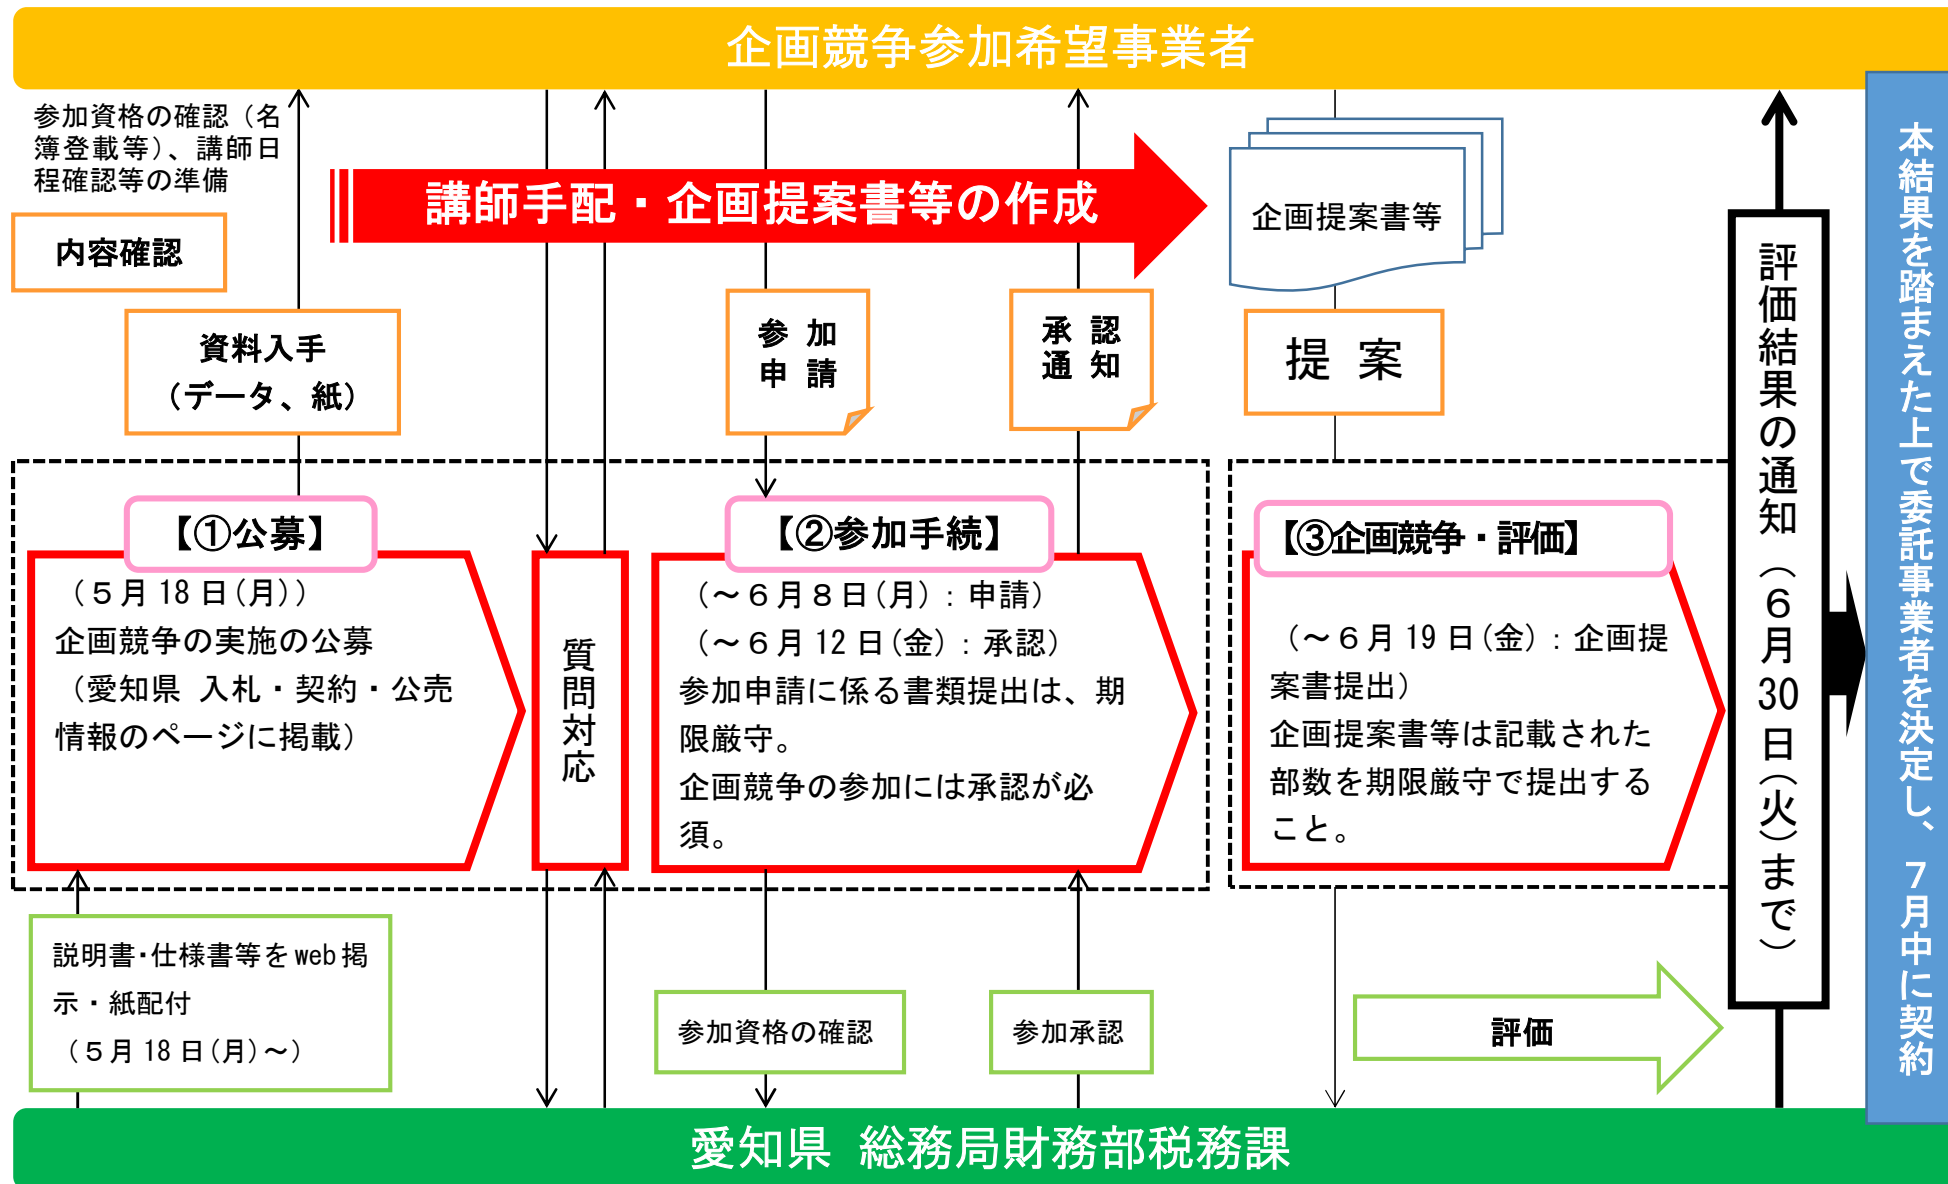 企画競争参加希望事業者
参加資格の確認（名
簿登載等）、講師日
程確認等の準備
内容確認
資料入手
（データ、紙）
講師手配・企画提案書等の作成
参 加
申 請
承 認
通 知
企画提案書等
提 案
【①公募】
（５月 18 日(月)）
企画競争の実施の公募
（愛知県 入札・契約・公売
情報のページに掲載）
質問対応
【②参加手続】
（～６月８日(月)：申請）
（～６月 12 日(金)：承認）
参加申請に係る書類提出は、期
限厳守。
企画競争の参加には承認が必
須。
【③企画競争・評価】
（～６月 19 日(金)：企画提
案書提出）
企画提案書等は記載された
部数を期限厳守で提出する
こと。
評価結果の通知（６月 30 日(火)まで）
本結果を踏まえた上で委託事業者を決定し、７月中に契約
説明書・仕様書等を web 掲
示・紙配付
（５月 18 日(月)～）
参加資格の確認
参加承認
評価
愛知県 総務局財務部税務課